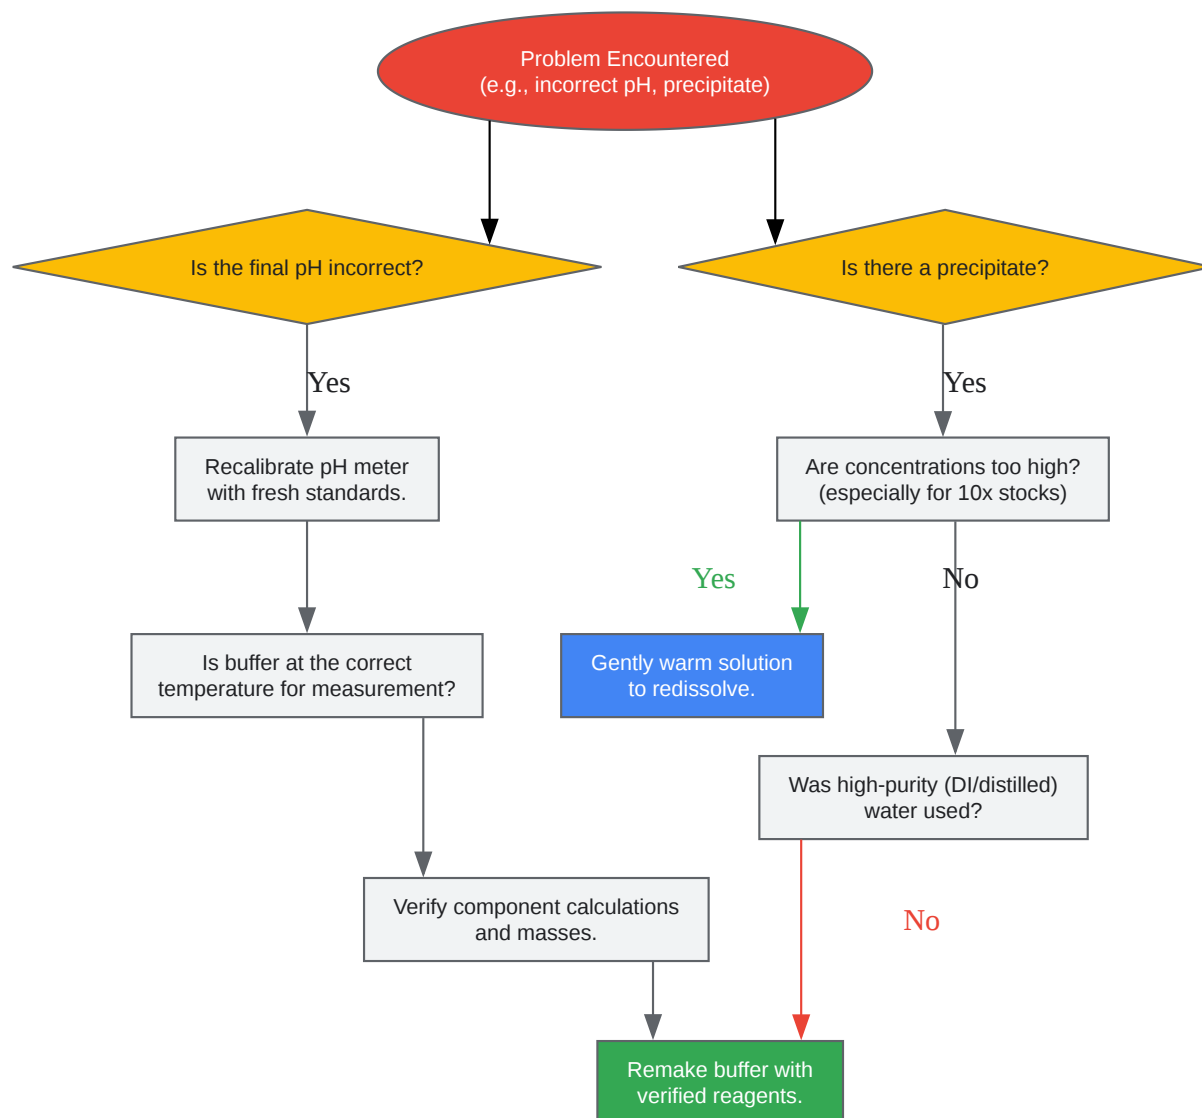 Problem Encountered
(e.g., incorrect pH, precipitate)
Is the final pH incorrect?
Is there a precipitate?
Yes
Yes
Recalibrate pH meter
with fresh standards.
Are concentrations too high?
(especially for 10x stocks)
Yes
No
Is buffer at the correct
temperature for measurement?
Gently warm solution
to redissolve.
Was high-purity (DI/distilled)
water used?
Verify component calculations
and masses.
No
Remake buffer with
verified reagents.